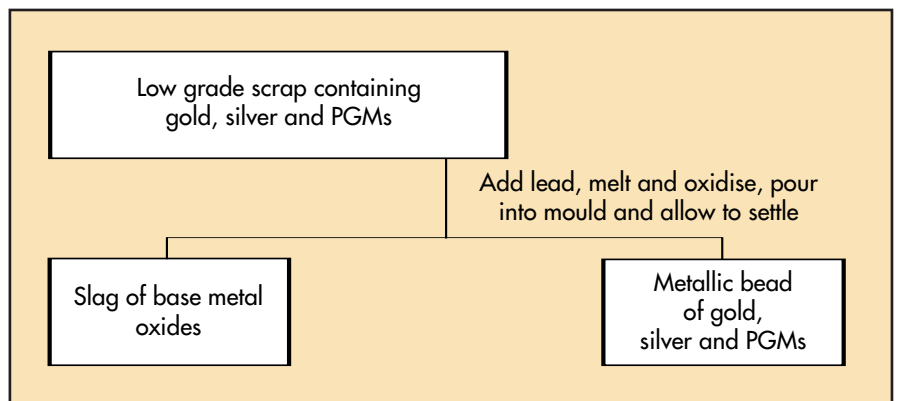 Low grade scrap containing
gold, silver and PGMs
Add lead, melt and oxidise, pour
into mould and allow to settle
Slag of base metal
oxides
Metallic bead
of gold,
silver and PGMs